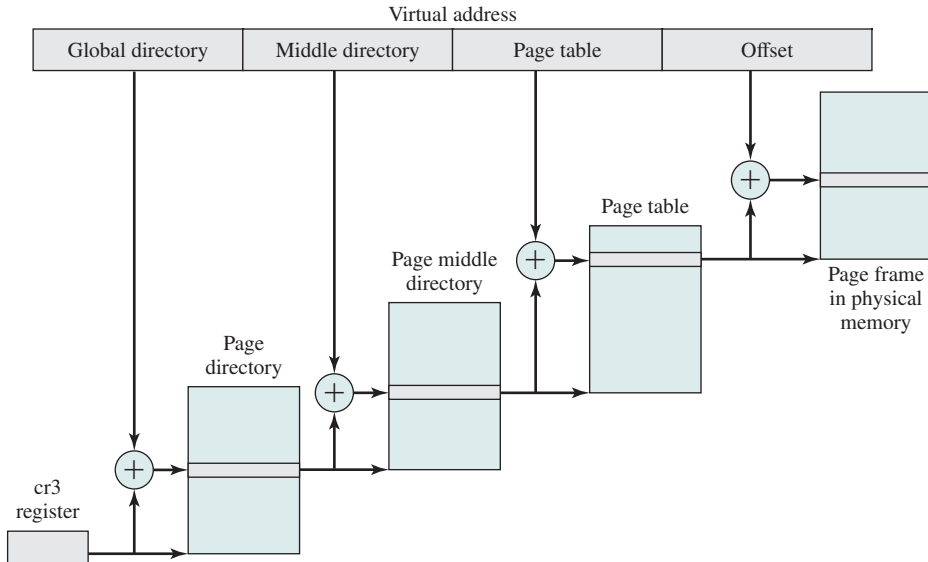 Virtual address
Global directory
Middle directory
Page table
Offset
+
Page table
+
Page frame
in physical
memory
Page middle
directory
Page
directory
+
+
cr3
register